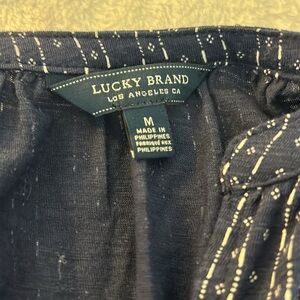 LUCKY BRAND
LOS ANGELES CA
M
MADE IN
PHILIPPINES
FABRIQUÉ AUX
PHILIPPINES